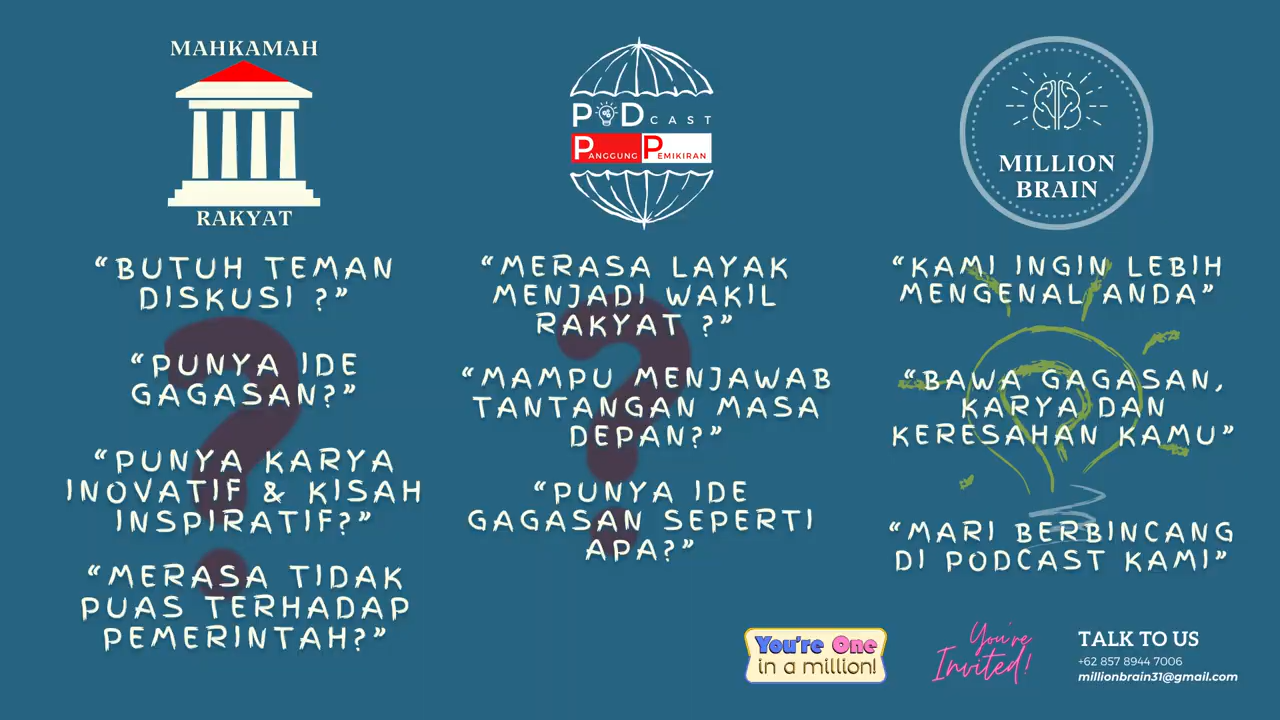 MAHKAMAH
RAKYAT
“BUTUH TEMAN
DISKUSI ?”
“PUNYA IDE
GAGASAN?”
“PUNYA KARYA
INOVATIF & KISAH
INSPIRATIF?”
“MERASA TIDAK
PUAS TERHADAP
PEMERINTAH?”
PODCAST
PANGGUNG PEMIKIRAN
“MERASA LAYAK
MENJADI WAKIL
RAKYAT ?”
“MAMPU MENJAWAB
TANTANGAN MASA
DEPAN?”
“PUNYA IDE
GAGASAN SEPERTI
APA?”
MILLION
BRAIN
“KAMI INGIN LEBIH
MENGENAL ANDA”
“BAWA GAGASAN,
KARYA DAN
KERESAHAN KAMU”
“MARI BERBINCANG
DI PODCAST KAMI”
You're One
in a million!
You're
Invited!
TALK TO US
+62 857 8944 7006
millionbrain31@gmail.com